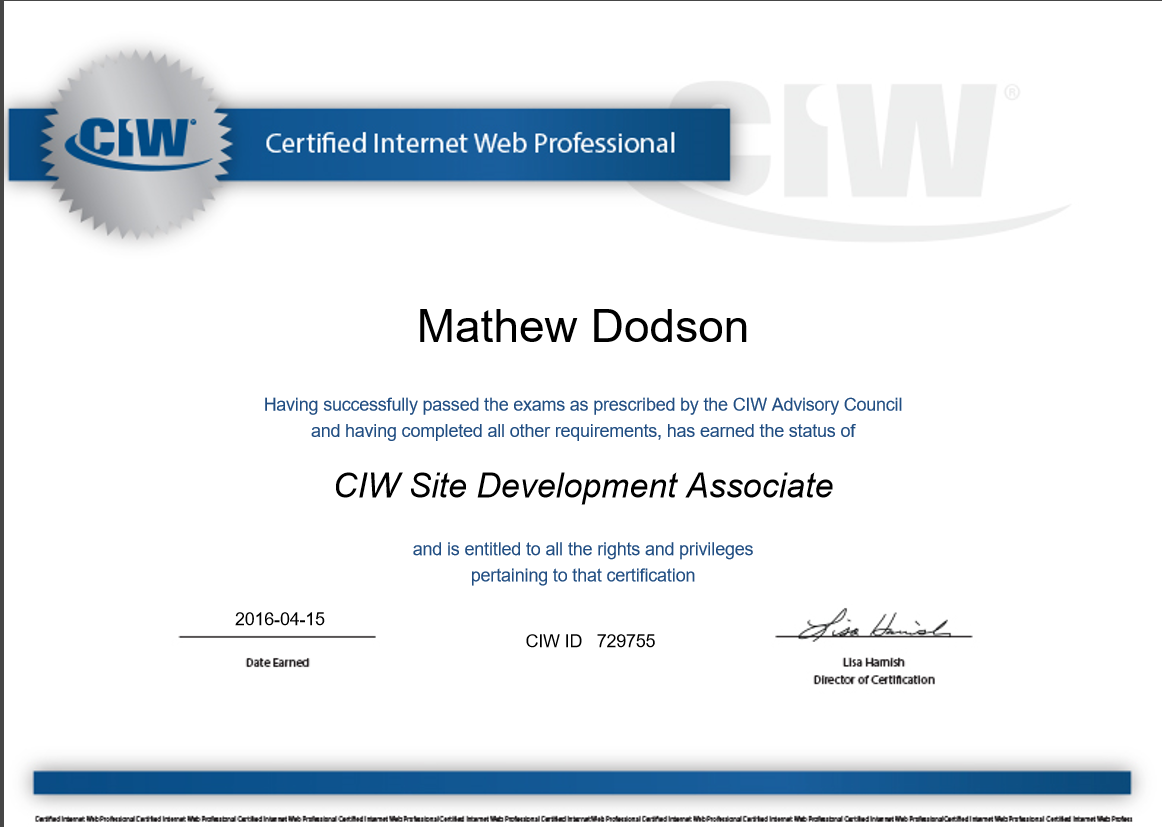 CIW®
Certified Internet Web Professional
CIW®
Mathew Dodson
Having successfully passed the exams as prescribed by the CIW Advisory Council
and having completed all other requirements, has earned the status of
CIW Site Development Associate
and is entitled to all the rights and privileges
pertaining to that certification
2016-04-15
Date Earned
CIW ID 729755
Lisa Harnish
Lisa Harnish
Director of Certification
Certified Internet Web Professional Certified Internet Web Professional Certified Internet Web Professional Certified Internet Web Professional Certified Internet Web Professional Certified Internet Web Professional Certified Internet Web Professional Certified Internet Web Professional Certified Internet Web Professional Certified Internet Web Professional Certified Internet Web Profess